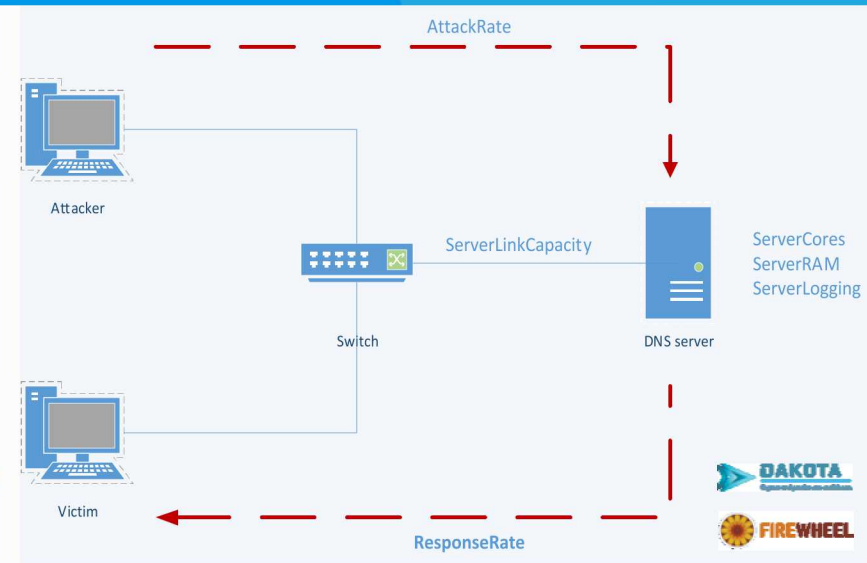 AttackRate
Attacker
ServerLinkCapacity
ServerCores
ServerRAM
ServerLogging
Switch
DNS server
DAKOTA
Victim
FIREWHEEL
ResponseRate